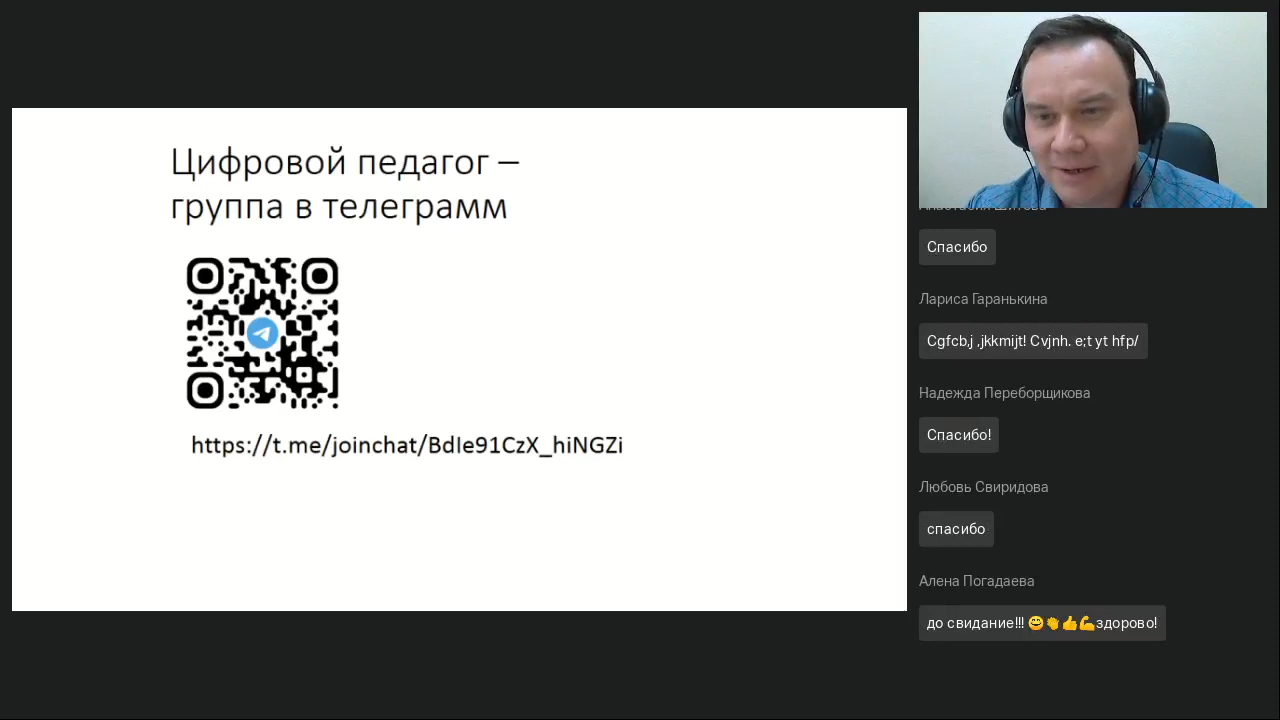 Цифровой педагог –
группа в телеграмм
https://t.me/joinchat/BdIe91CzX_hiNGZi
Спасибо
Лариса Гаранькина
Cgfcb,j ,jkkmijt! Cvjnh. e;t yt hfp/
Надежда Переборщикова
Спасибо!
Любовь Свиридова
спасибо
Алена Погадаева
до свидание!!! 😄👏👍💪здорово!